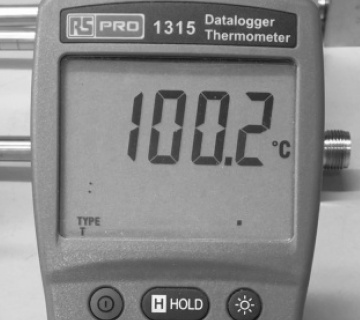 RS PRO 1315 Datalogger
Thermometer
100.2 °C
:
TYPE
T
H HOLD